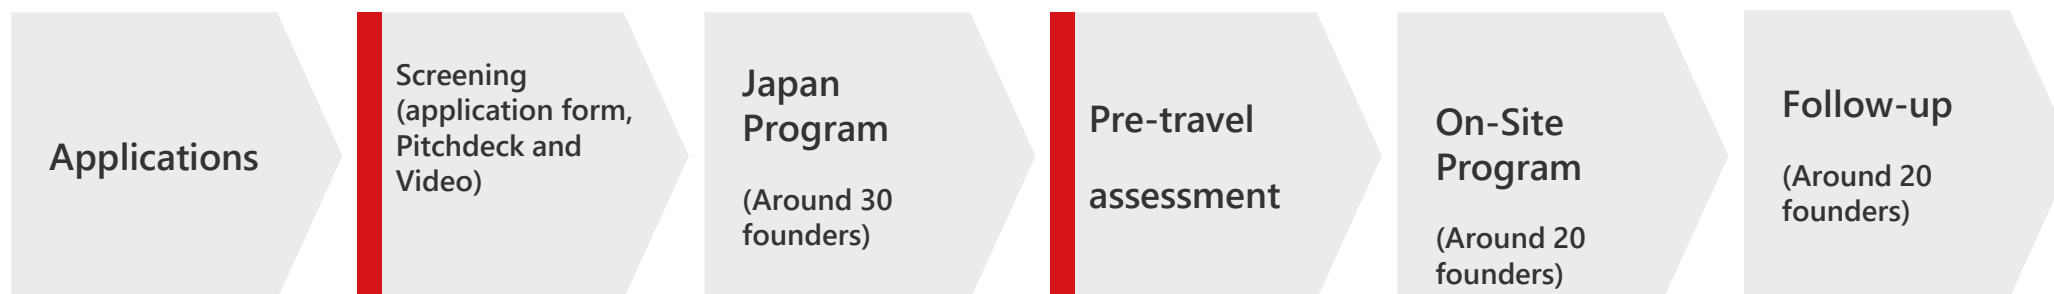 Applications
Screening
(application form,
Pitchdeck and
Video)
Japan
Program
(Around 30
founders)
Pre-travel
assessment
On-Site
Program
(Around 20
founders)
Follow-up
(Around 20
founders)